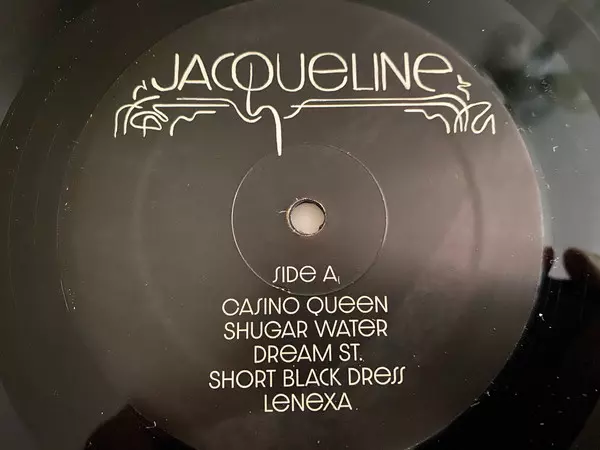 JACQUELINE
SIDE A
CASINO QUEEN
SHUGAR WATER
DREAM ST.
SHORT BLACK DRESS
LENEXA